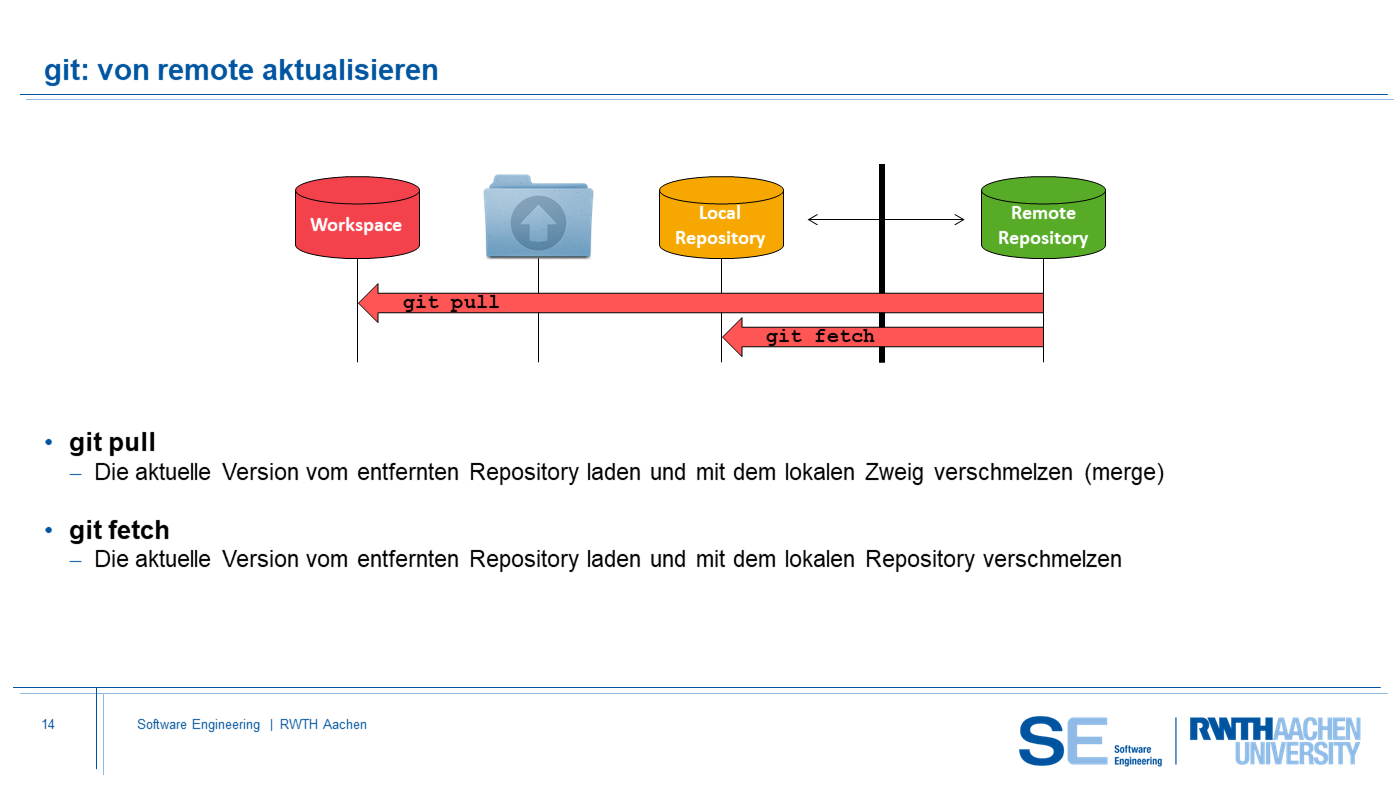 git: von remote aktualisieren
Workspace
Local
Repository
Remote
Repository
git pull
git fetch
• git pull
– Die aktuelle Version vom entfernten Repository laden und mit dem lokalen Zweig verschmelzen (merge)
• git fetch
– Die aktuelle Version vom entfernten Repository laden und mit dem lokalen Repository verschmelzen
14
Software Engineering | RWTH Aachen
SE Software
Engineering
RWTHAACHEN
UNIVERSITY